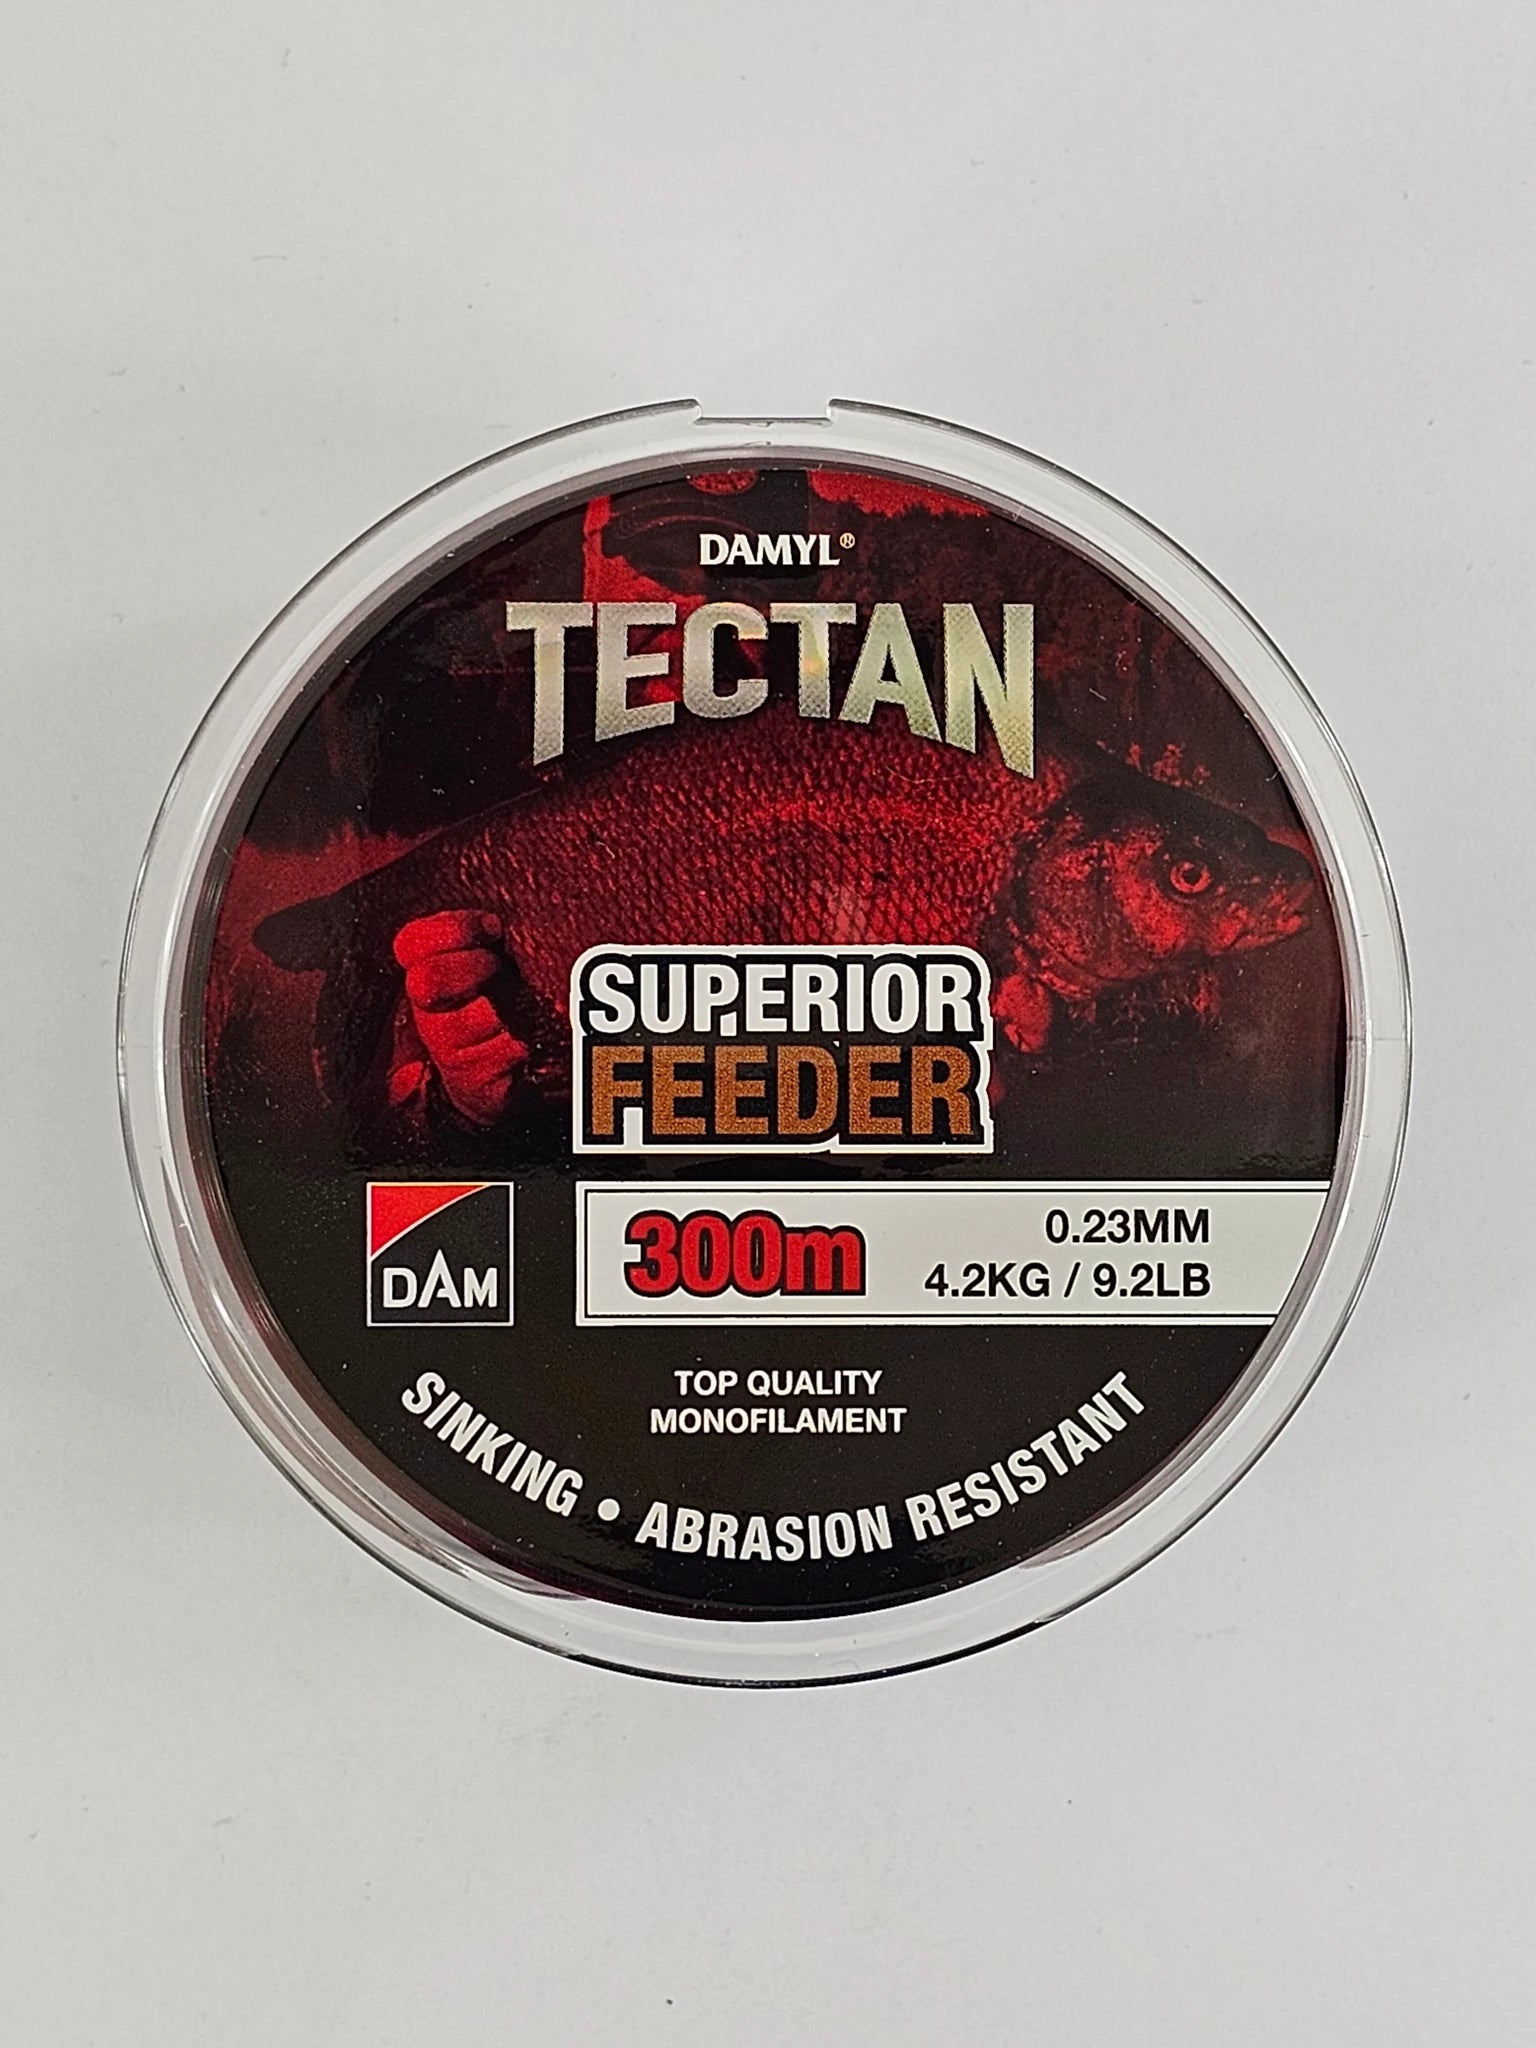 DAMYL®
TECTAN
SUPERIOR
FEEDER
DAM
300m
0.23MM
4.2KG / 9.2LB
TOP QUALITY
MONOFILAMENT
SINKING • ABRASION RESISTANT